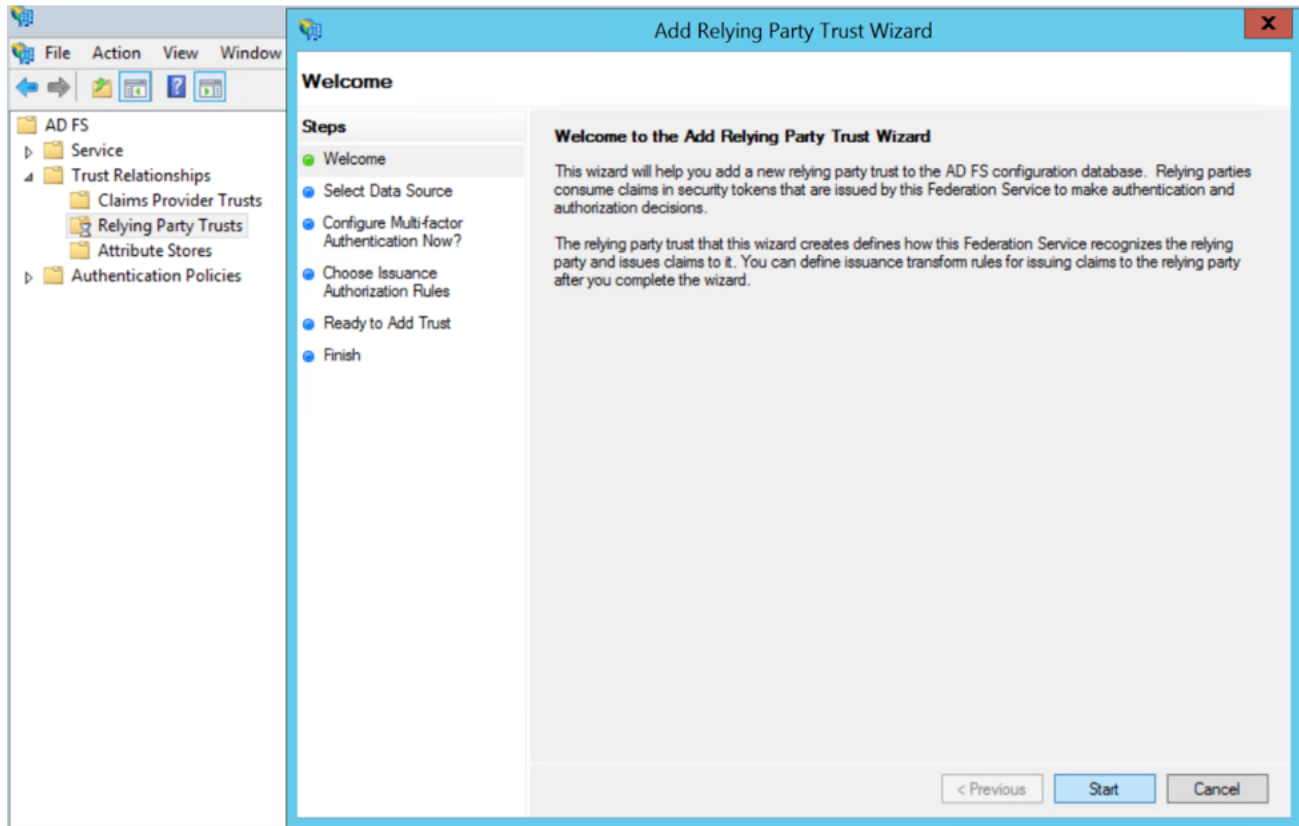 Add Relying Party Trust Wizard
X
File Action View Window
?
AD FS
Service
Trust Relationships
Claims Provider Trusts
Relying Party Trusts
Attribute Stores
Authentication Policies
Welcome
Steps
Welcome
Select Data Source
Configure Multi-factor
Authentication Now?
Choose Issuance
Authorization Rules
Ready to Add Trust
Finish
Welcome to the Add Relying Party Trust Wizard
This wizard will help you add a new relying party trust to the AD FS configuration database. Relying parties
consume claims in security tokens that are issued by this Federation Service to make authentication and
authorization decisions.
The relying party trust that this wizard creates defines how this Federation Service recognizes the relying
party and issues claims to it. You can define issuance transform rules for issuing claims to the relying party
after you complete the wizard.
< Previous Start Cancel